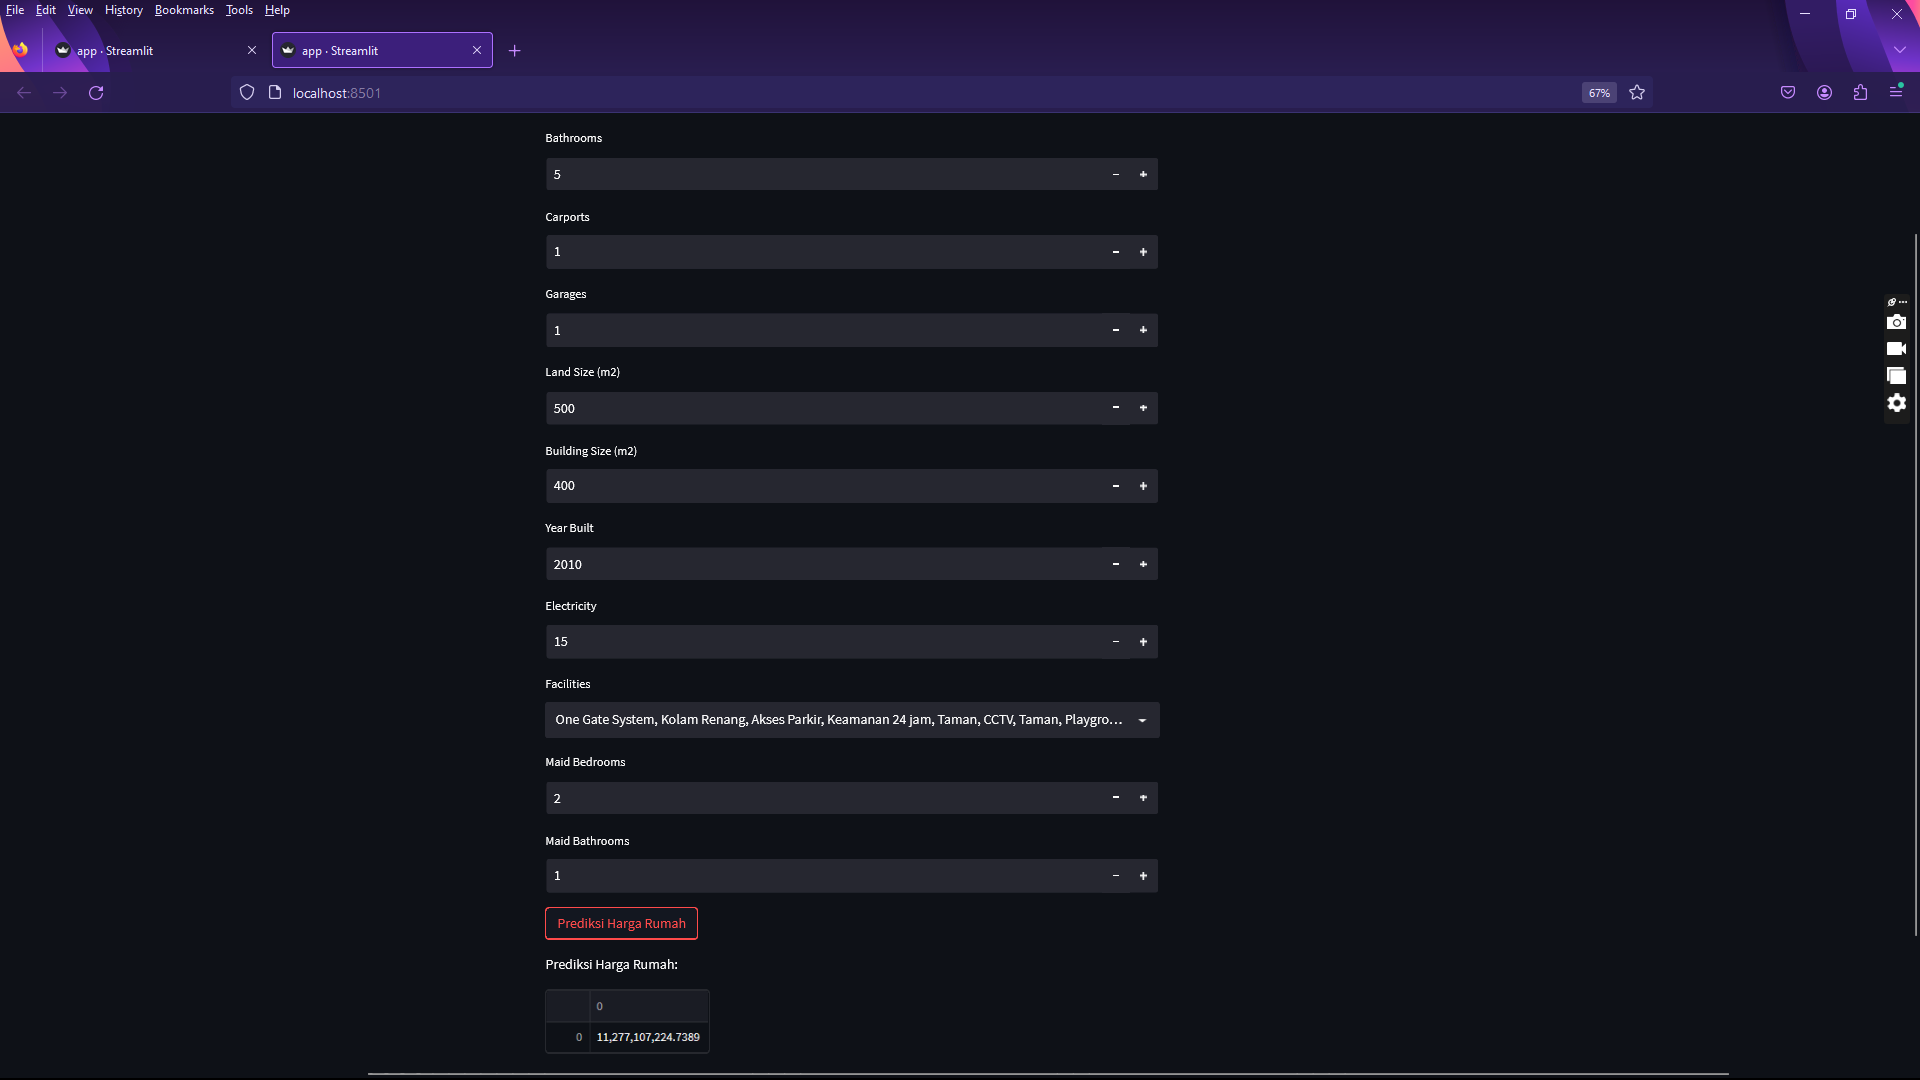 File Edit View History Bookmarks Tools Help
app · Streamlit
app · Streamlit
localhost:8501
67%
Bathrooms
5
Carports
1
Garages
1
Land Size (m2)
500
Building Size (m2)
400
Year Built
2010
Electricity
15
Facilities
One Gate System, Kolam Renang, Akses Parkir, Keamanan 24 jam, Taman, CCTV, Taman, Playgro...
Maid Bedrooms
2
Maid Bathrooms
1
Prediksi Harga Rumah
Prediksi Harga Rumah:
0
0 11,277,107,224.7389